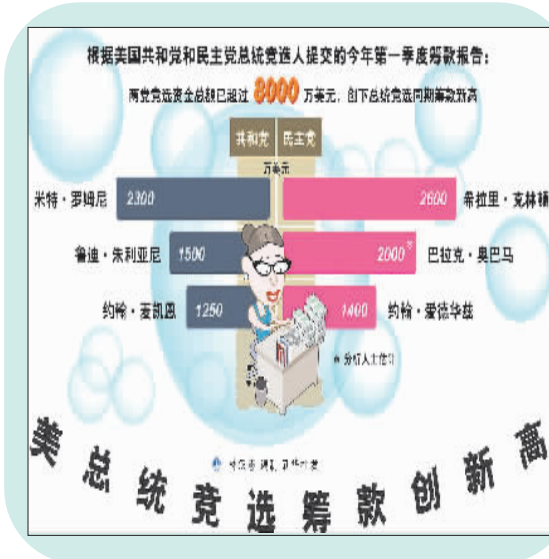 根据美国共和党和民主党总统竞选人提交的今年第一季度筹款报告：
两党竞选资金总额已超过 8000 万美元，创下总统竞选同期筹款新高
共和党 民主党
万美元
米特·罗姆尼 2300 2600 希拉里·克林顿
鲁迪·朱利亚尼 1500 2000※ 巴拉克·奥巴马
约翰·麦凯恩 1250 1400 约翰·爱德华兹
※ 分析人士估计
美总统竞选筹款创新高